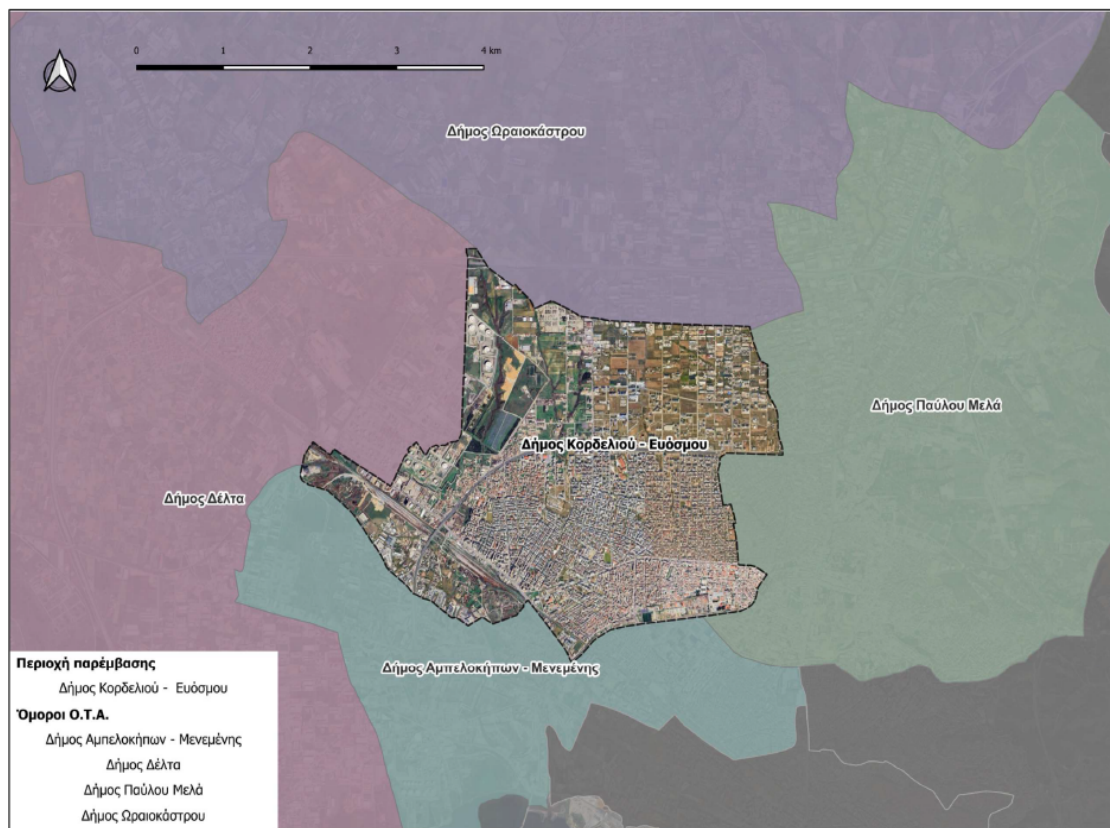 0 1 2 3 4 km
Δήμος Ωραιοκάστρου
Δήμος Παύλου Μελά
Δήμος Κορδελιού - Ευόσμου
Δήμος Δέλτα
Δήμος Αμπελοκήπων - Μενεμένης
Περιοχή παρέμβασης
Δήμος Κορδελιού - Ευόσμου
Όμοροι Ο.Τ.Α.
Δήμος Αμπελοκήπων - Μενεμένης
Δήμος Δέλτα
Δήμος Παύλου Μελά
Δήμος Ωραιοκάστρου